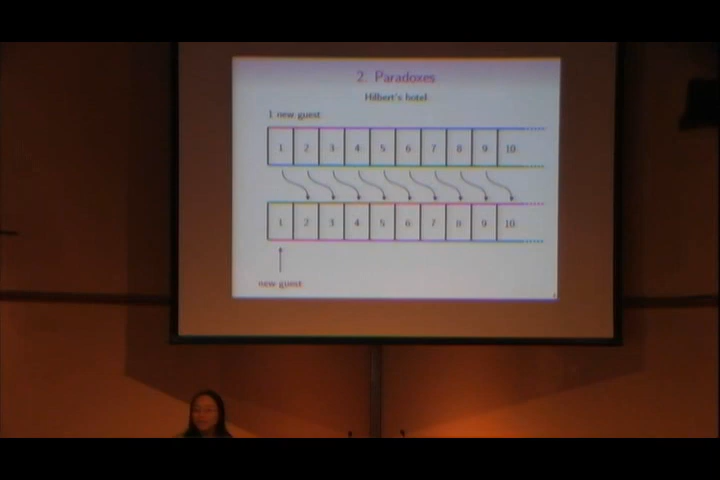 2. Paradoxes
Hilbert's hotel
1 new guest
1 2 3 4 5 6 7 8 9 10
1 2 3 4 5 6 7 8 9 10
new guest